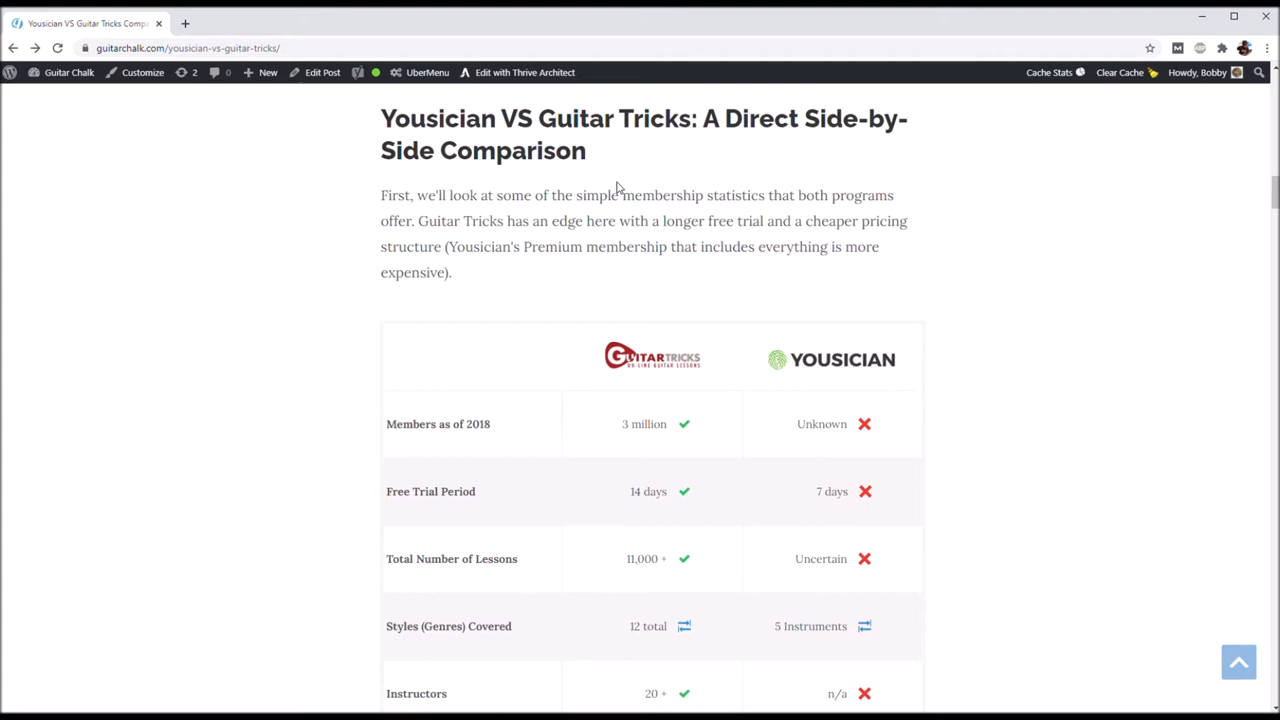 Yousician VS Guitar Tricks Comp
guitarchalk.com/yousician-vs-guitar-tricks/
Guitar Chalk Customize 2 0 New Edit Post UberMenu Edit with Thrive Architect Cache Stats Clear Cache Howdy, Bobby
Yousician VS Guitar Tricks: A Direct Side-by-
Side Comparison
First, we'll look at some of the simple membership statistics that both programs
offer. Guitar Tricks has an edge here with a longer free trial and a cheaper pricing
structure (Yousician's Premium membership that includes everything is more
expensive).
GUITARTRICKS YOUSICIAN
ON-LINE GUITAR LESSONS
Members as of 2018 3 million Unknown
Free Trial Period 14 days 7 days
Total Number of Lessons 11,000 + Uncertain
Styles (Genres) Covered 12 total 5 Instruments
Instructors 20 + n/a